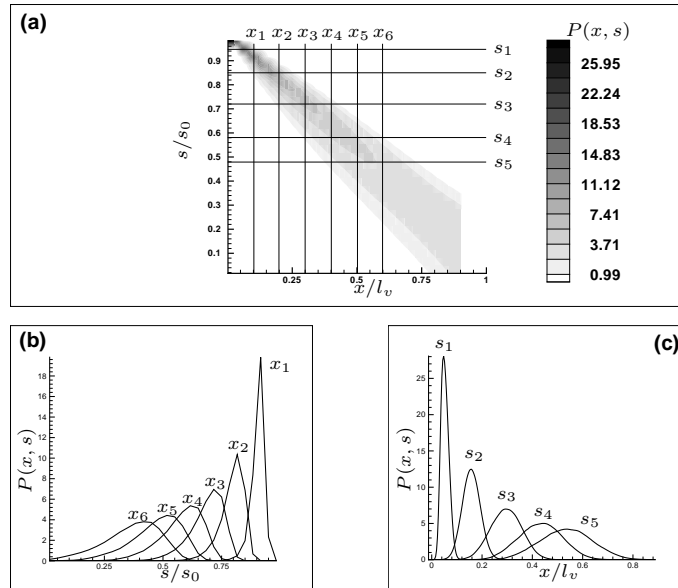 (a)
x₁ x₂ x₃ x₄ x₅ x₆
P(x, s)
s₁
s₂
s₃
s₄
s₅
s/s₀
0.9
0.8
0.7
0.6
0.5
0.4
0.3
0.2
0.1
0.25 0.5 0.75 1
x/lᵥ
25.95
22.24
18.53
14.83
11.12
7.41
3.71
0.99
(b)
P(x, s)
18
16
14
12
10
8
6
4
2
0
x₁
x₂
x₃
x₄
x₅
x₆
0.25 0.5 0.75
s/s₀
(c)
P(x, s)
25
20
15
10
5
0
s₁
s₂
s₃
s₄
s₅
0 0.2 0.4 0.6 0.8
x/lᵥ